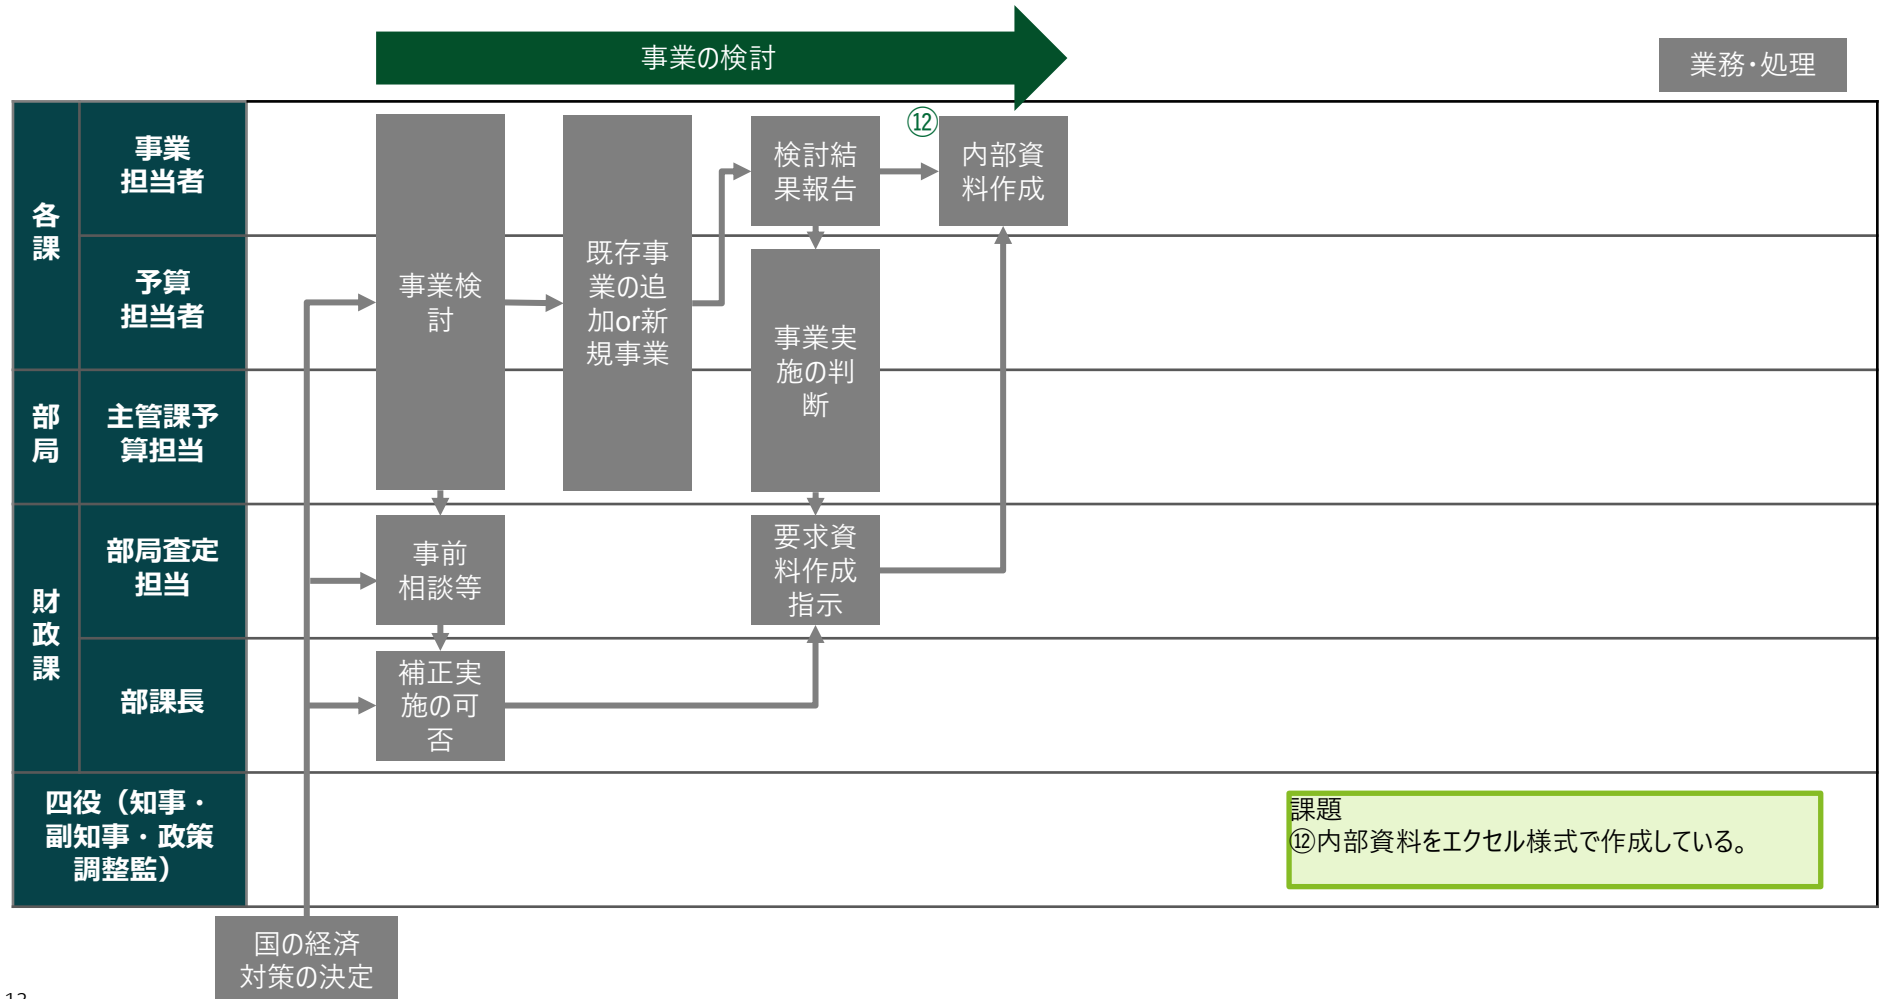 事業の検討
業務・処理
各
課
事業
担当者
予算
担当者
部
局
主管課予
算担当
財
政
課
部局査定
担当
部課長
四役（知事・
副知事・政策
調整監）
事業検
討
既存事
業の追
加or新
規事業
検討結
果報告
⑫
内部資
料作成
事業実
施の判
断
事前
相談等
要求資
料作成
指示
補正実
施の可
否
課題
⑫内部資料をエクセル様式で作成している。
国の経済
対策の決定